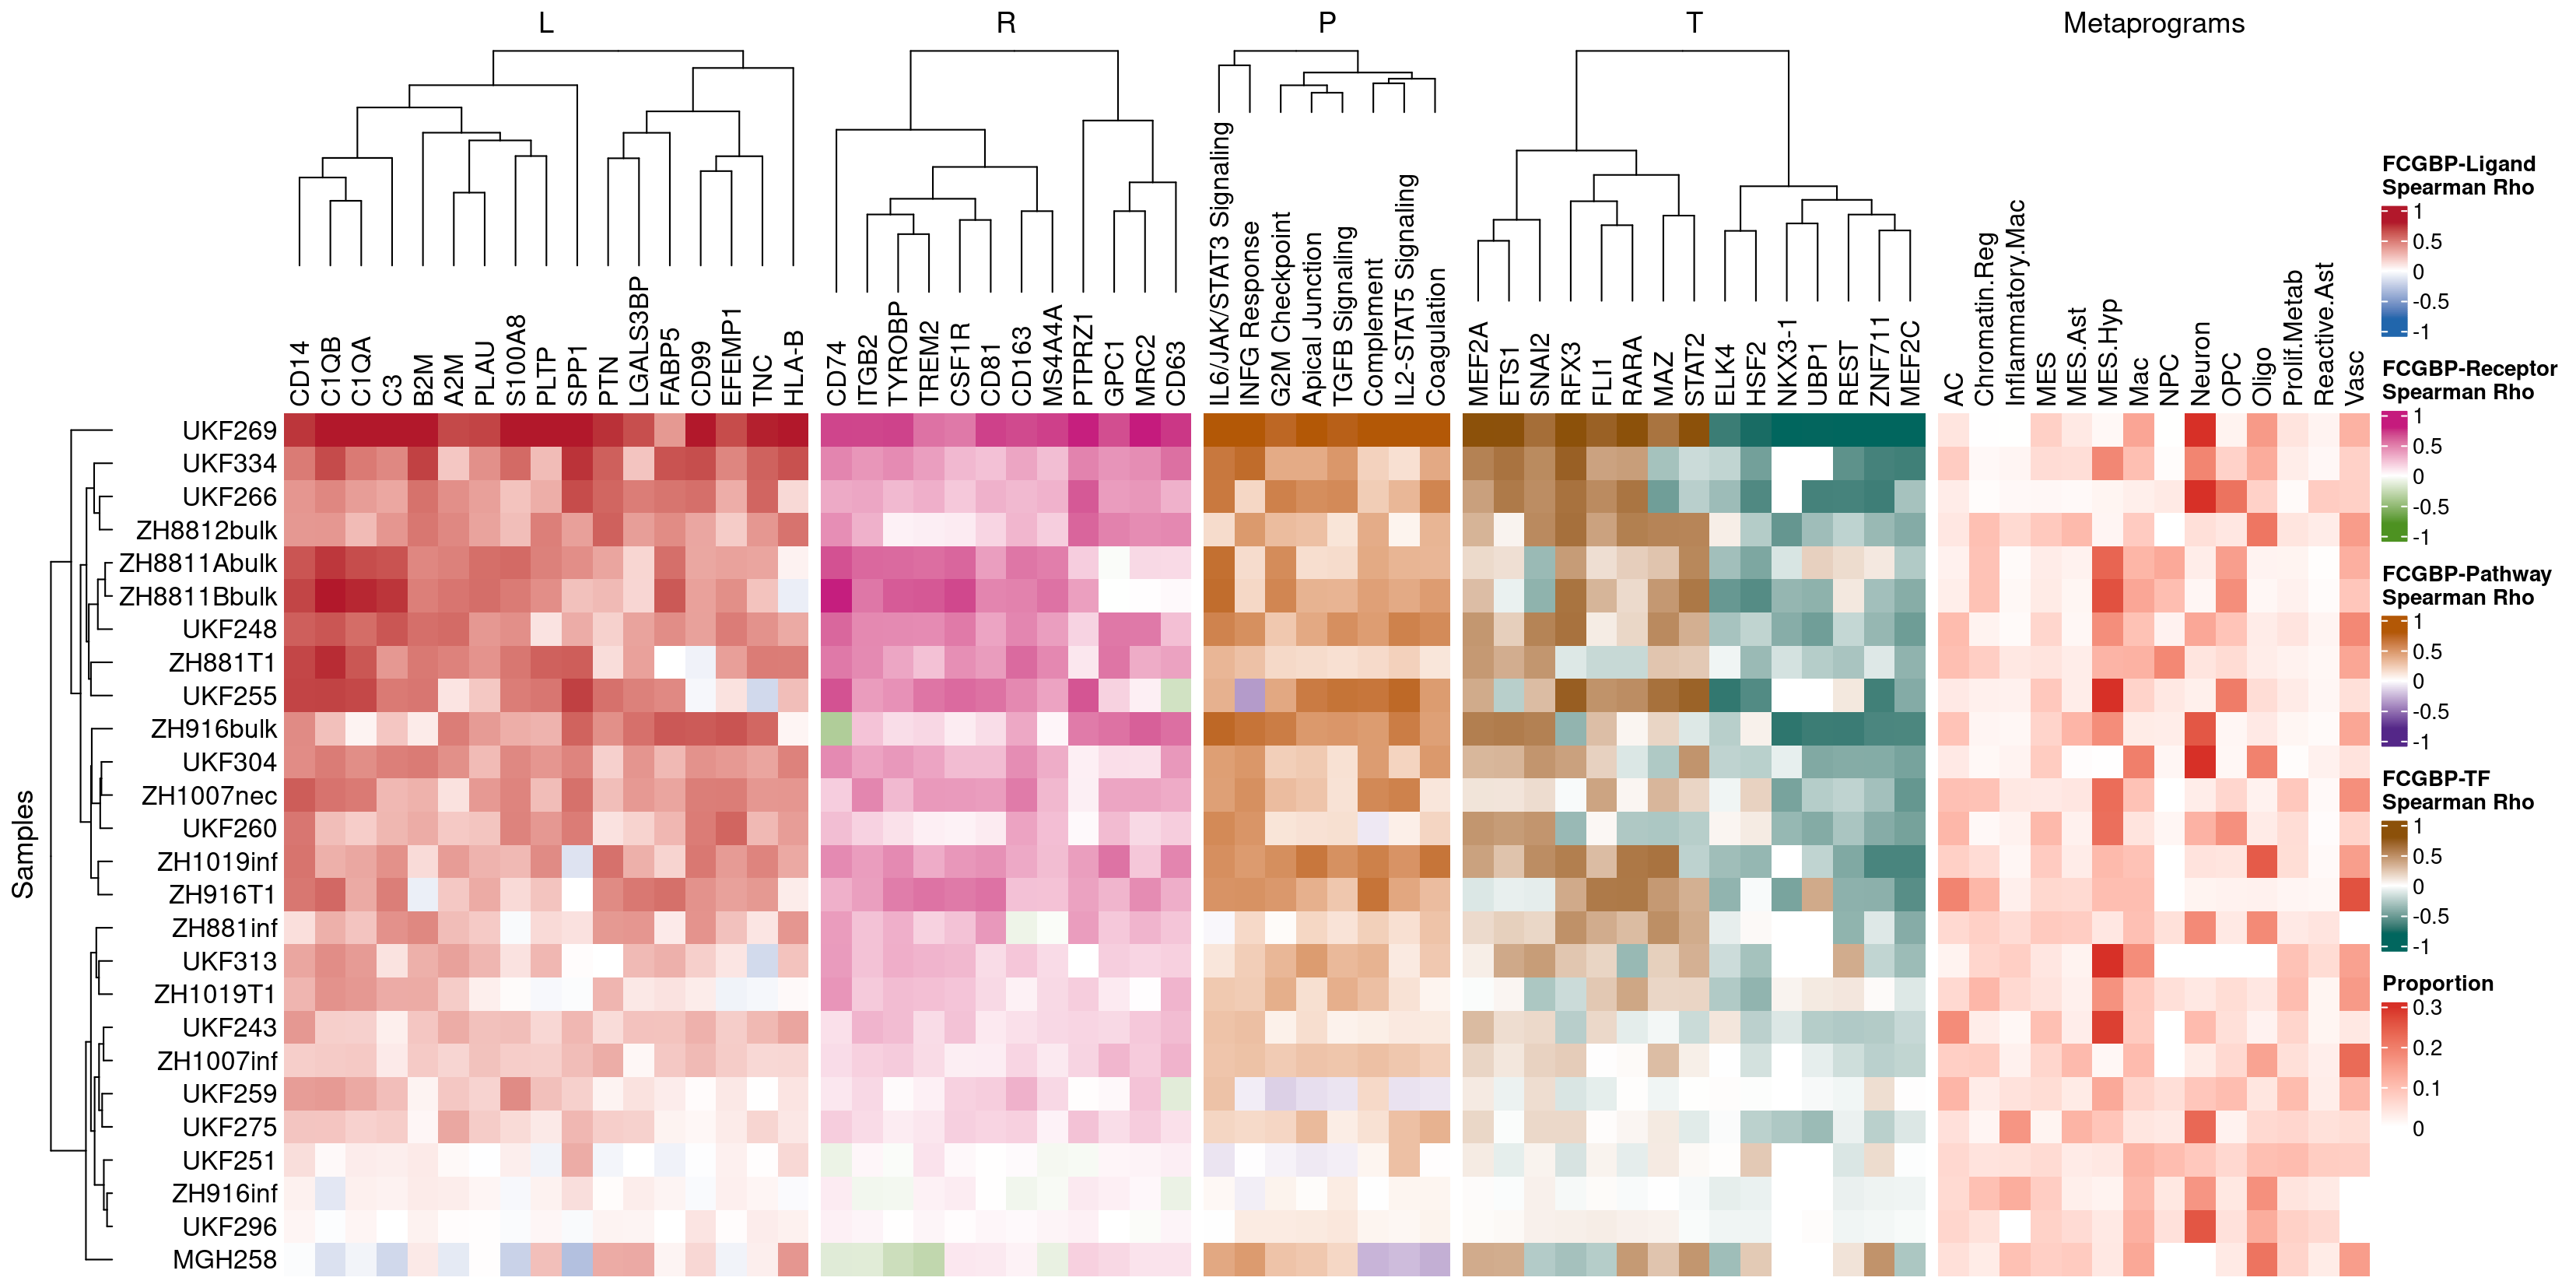 L R P T Metaprograms
CD14 C1QB C1QA C3 B2M A2M PLAU S100A8 PLTP SPP1 PTN LGALS3BP FABP5 CD99 EFEMP1 TNC HLA-B
CD74 ITGB2 TYROBP TREM2 CSF1R CD81 CD163 MS4A4A PTPRZ1 GPC1 MRC2 CD63
IL6/JAK/STAT3 Signaling
INFG Response
G2M Checkpoint
Apical Junction
TGFB Signaling
Complement
IL2-STAT5 Signaling
Coagulation
MEF2A ETS1 SNAI2 RFX3 FLI1 RARA MAZ STAT2 ELK4 HSF2 NKX3-1 UBP1 REST ZNF711 MEF2C
AC Chromatin.Reg Inflammatory.Mac MES MES.Ast MES.Hyp Mac NPC Neuron OPC Oligo Prolif.Metab Reactive.Ast Vasc
Samples
UKF269
UKF334
UKF266
ZH8812bulk
ZH8811Abulk
ZH8811Bbulk
UKF248
ZH881T1
UKF255
ZH916bulk
UKF304
ZH1007nec
UKF260
ZH1019inf
ZH916T1
ZH881inf
UKF313
ZH1019T1
UKF243
ZH1007inf
UKF259
UKF275
UKF251
ZH916inf
UKF296
MGH258
FCGBP-Ligand
Spearman Rho
1
0.5
0
-0.5
-1
FCGBP-Receptor
Spearman Rho
1
0.5
0
-0.5
-1
FCGBP-Pathway
Spearman Rho
1
0.5
0
-0.5
-1
FCGBP-TF
Spearman Rho
1
0.5
0
-0.5
-1
Proportion
0.3
0.2
0.1
0